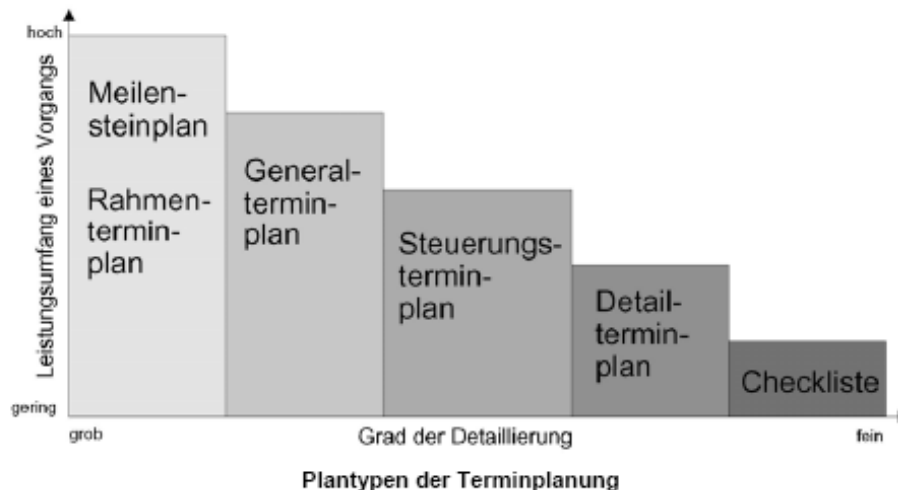 hoch
Leistungsumfang eines Vorgangs
gering
Meilen-
steinplan
Rahmen-
termin-
plan
General-
termin-
plan
Steuerungs-
termin-
plan
Detail-
termin-
plan
Checkliste
grob
Grad der Detaillierung
fein
Plantypen der Terminplanung